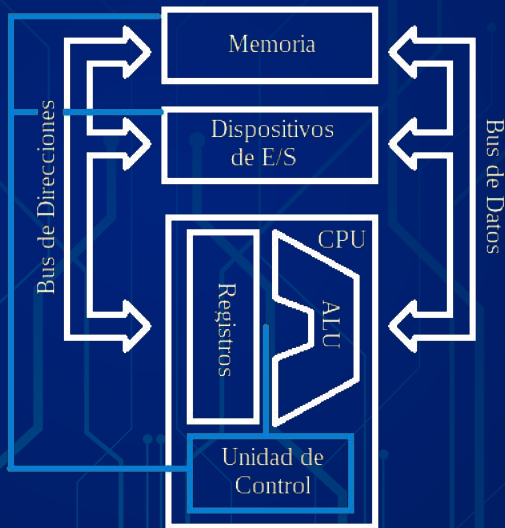 Memoria
Dispositivos
de E/S
Bus de Direcciones
Bus de Datos
CPU
Registros
ALU
Unidad de
Control